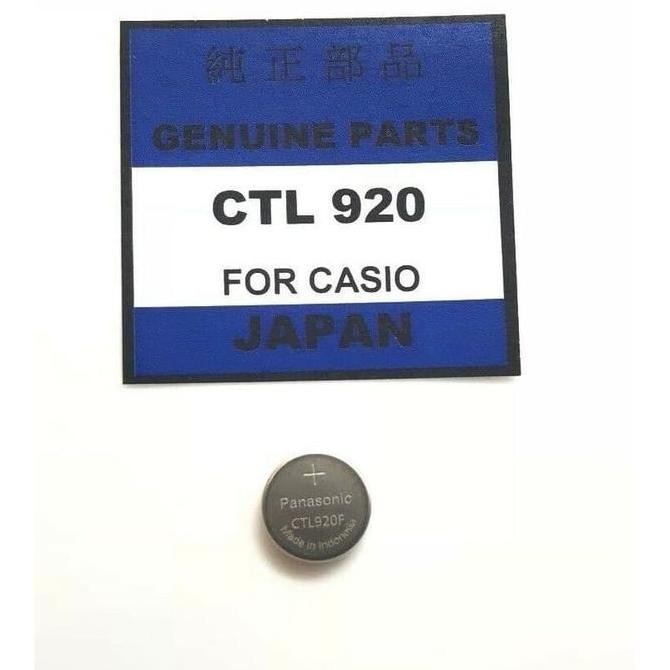 純正部品
GENUINE PARTS
CTL 920
FOR CASIO
JAPAN
+
Panasonic
CTL920F
Made in Indonesia